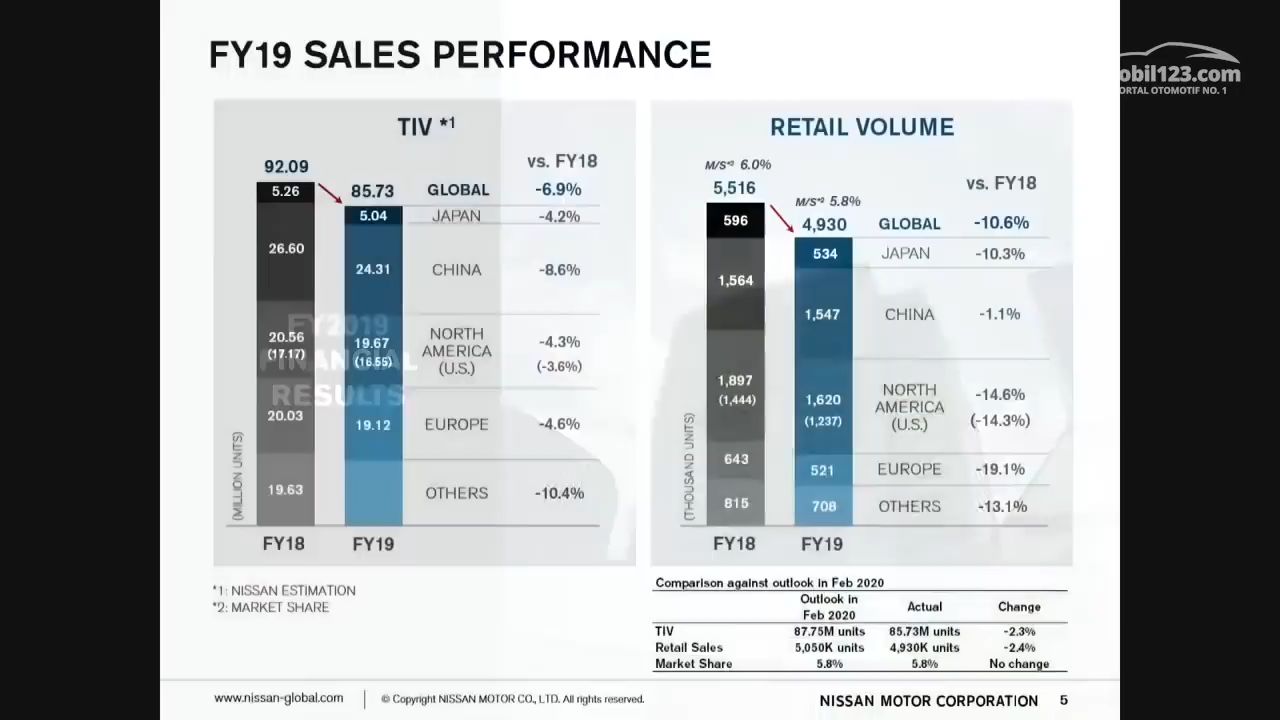 FY19 SALES PERFORMANCE
obil123.com
PORTAL OTOMOTIF NO. 1
TIV *1
vs. FY18
92.09
5.26
26.60
20.56
(17.17)
20.03
19.63
FY18
85.73
5.04
24.31
19.67
(16.55)
19.12
FY19
GLOBAL -6.9%
JAPAN -4.2%
CHINA -8.6%
NORTH
AMERICA
(U.S.)
-4.3%
(-3.6%)
EUROPE -4.6%
OTHERS -10.4%
(MILLION UNITS)
FY2019
FINANCIAL
RESULTS
RETAIL VOLUME
vs. FY18
M/S*2 6.0%
5,516
596
1,564
1,897
(1,444)
643
815
FY18
M/S*2 5.8%
4,930
534
1,547
1,620
(1,237)
521
708
FY19
GLOBAL -10.6%
JAPAN -10.3%
CHINA -1.1%
NORTH
AMERICA
(U.S.)
-14.6%
(-14.3%)
EUROPE -19.1%
OTHERS -13.1%
(THOUSAND UNITS)
*1: NISSAN ESTIMATION
*2: MARKET SHARE
Comparison against outlook in Feb 2020
Outlook in
Feb 2020
Actual
Change
TIV 87.75M units 85.73M units -2.3%
Retail Sales 5,050K units 4,930K units -2.4%
Market Share 5.8% 5.8% No change
www.nissan-global.com
© Copyright NISSAN MOTOR CO., LTD. All rights reserved.
NISSAN MOTOR CORPORATION 5